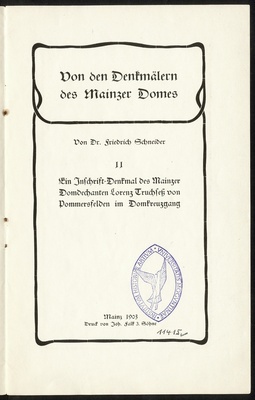 Von den Denkmälern
des Mainzer Domes
Von Dr. Friedrich Schneider
II
Ein Inschrift-Denkmal des Mainzer
Domdechanten Lorenz Truchseß von
Pommersfelden im Domkreuzgang
Mainz 1903
Druck von Joh. Falk 3. Söhne